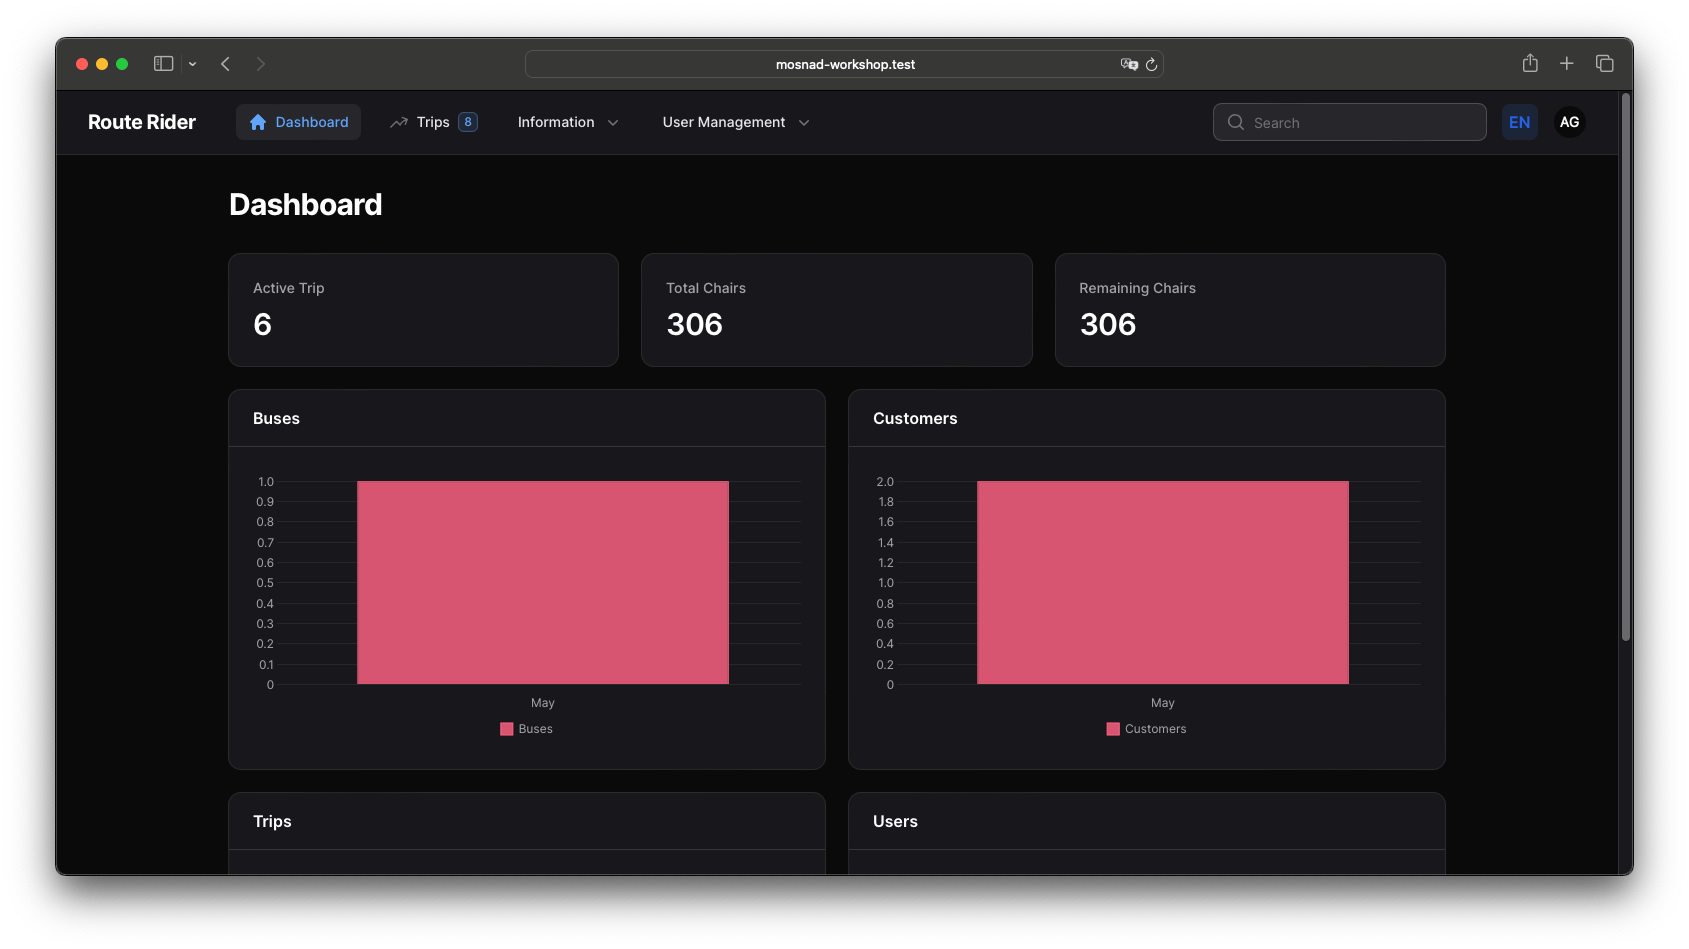 mosnad-workshop.test
Route Rider Dashboard Trips 8 Information User Management Search EN AG
Dashboard
Active Trip
6
Total Chairs
306
Remaining Chairs
306
Buses
1.0
0.9
0.8
0.7
0.6
0.5
0.4
0.3
0.2
0.1
0
May
Buses
Customers
2.0
1.8
1.6
1.4
1.2
1.0
0.8
0.6
0.4
0.2
0
May
Customers
Trips
Users